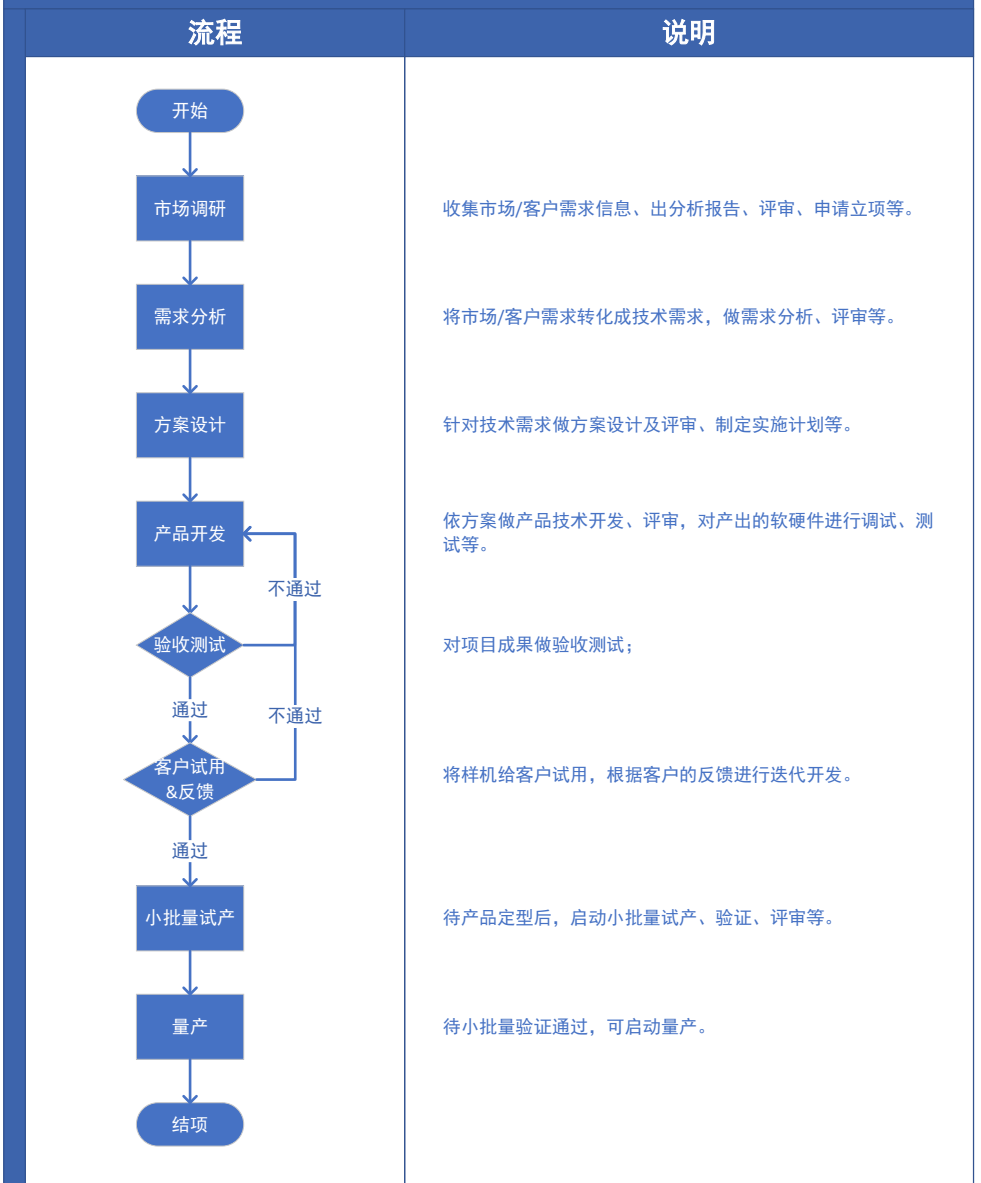 流程
说明
开始
市场调研
收集市场/客户需求信息、出分析报告、评审、申请立项等。
需求分析
将市场/客户需求转化成技术需求，做需求分析、评审等。
方案设计
针对技术需求做方案设计及评审、制定实施计划等。
产品开发
依方案做产品技术开发、评审，对产出的软硬件进行调试、测
试等。
不通过
验收测试
对项目成果做验收测试；
通过
不通过
客户试用
&反馈
将样机给客户试用，根据客户的反馈进行迭代开发。
通过
小批量试产
待产品定型后，启动小批量试产、验证、评审等。
量产
待小批量验证通过，可启动量产。
结项